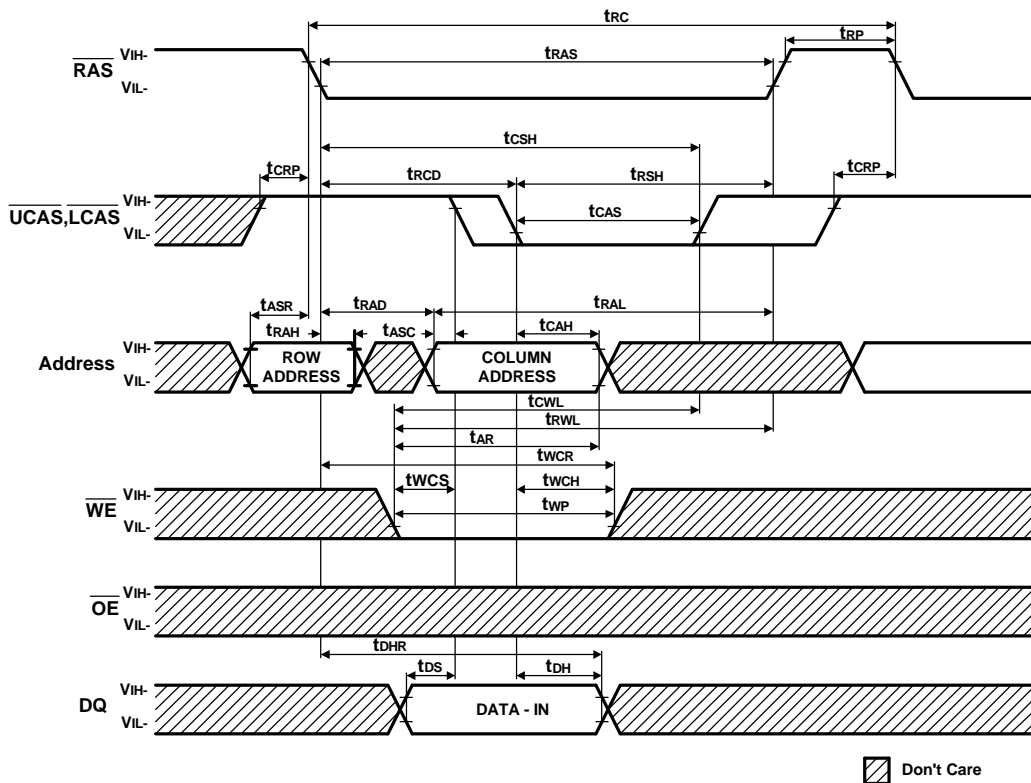 tRC
tRP
RAS
VIH-
VIL-
tRAS
tCSH
tCRP
tRCD
tRSH
tCRP
UCAS,LCAS
VIH-
VIL-
tCAS
tASR
tRAD
tRAL
tRAH
tASC
tCAH
Address
VIH-
VIL-
ROW
ADDRESS
COLUMN
ADDRESS
tCWL
tRWL
tAR
tWCR
tWCS
tWCH
WE
VIH-
VIL-
tWP
OE
VIH-
VIL-
tDHR
tDS
tDH
DQ
VIH-
VIL-
DATA - IN
Don't Care